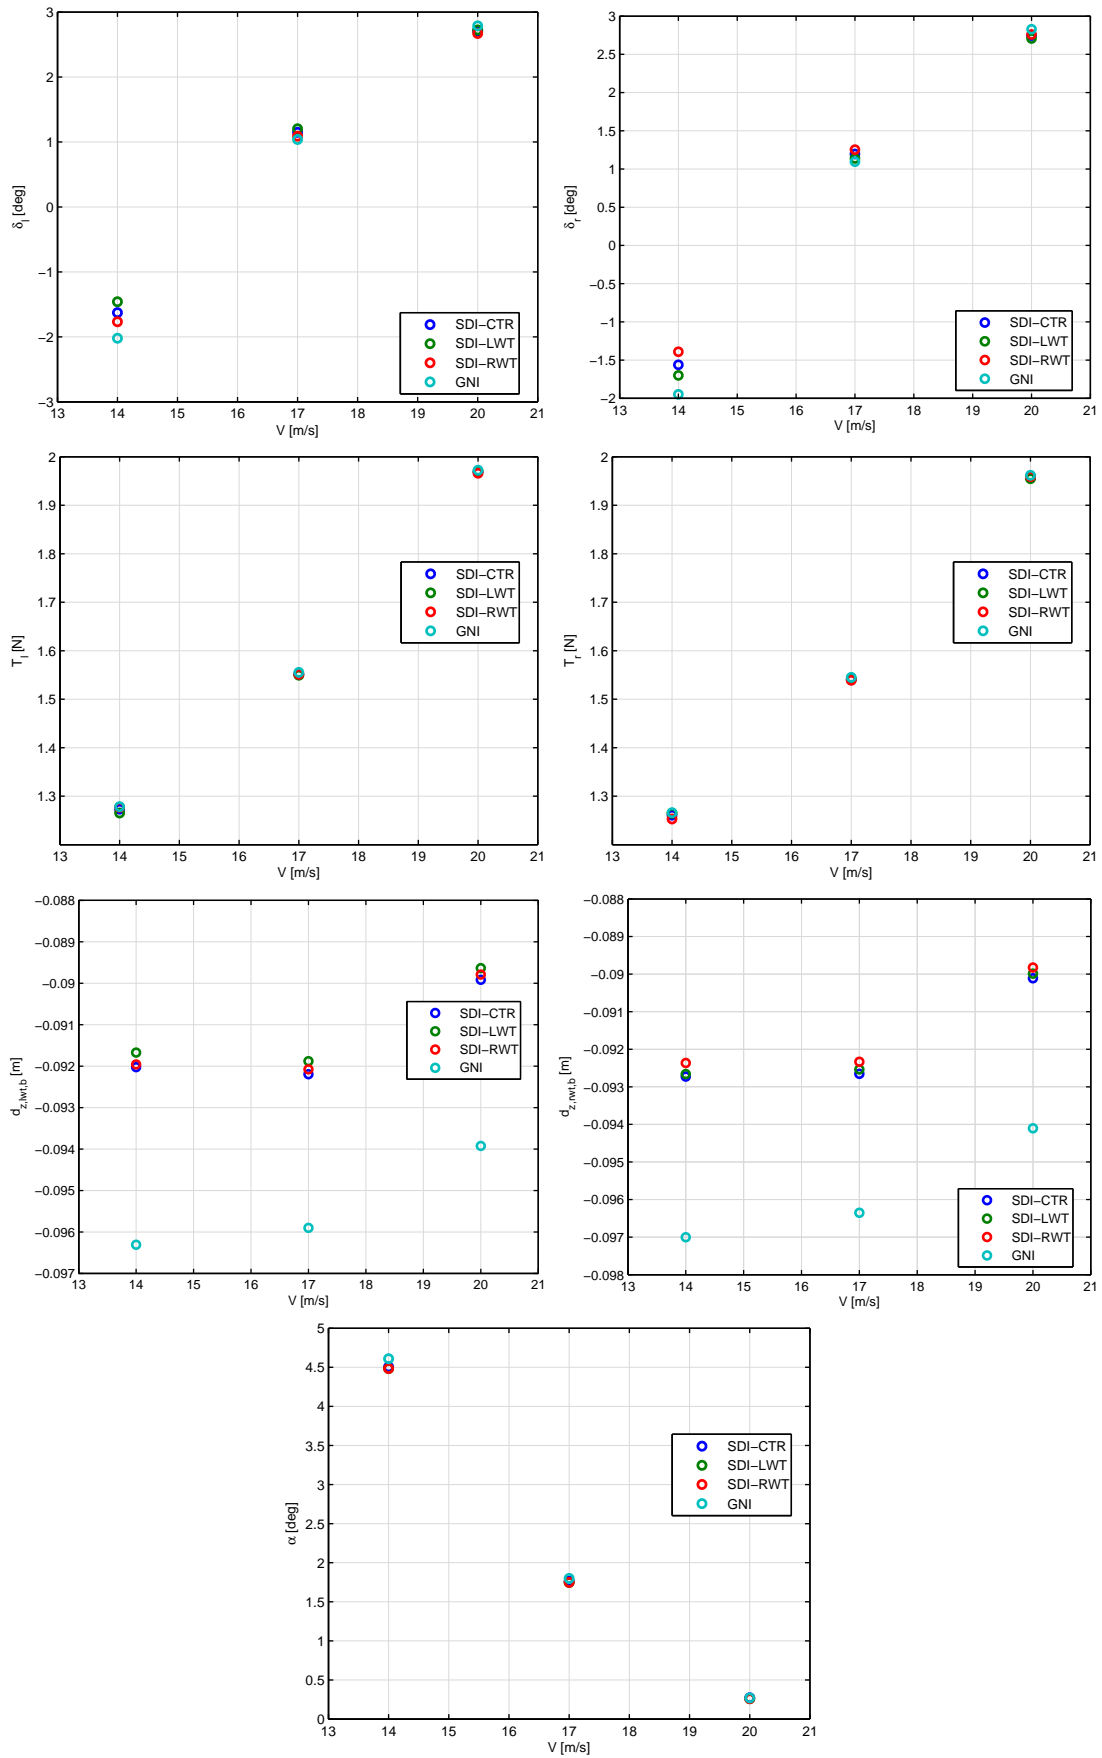 3
2
1
0
−1
−2
−3
13 14 15 16 17 18 19 20 21
V [m/s]
δl [deg]
SDI−CTR
SDI−LWT
SDI−RWT
GNI
3
2.5
2
1.5
1
0.5
0
−0.5
−1
−1.5
−2
13 14 15 16 17 18 19 20 21
V [m/s]
δr [deg]
SDI−CTR
SDI−LWT
SDI−RWT
GNI
2
1.9
1.8
1.7
1.6
1.5
1.4
1.3
13 14 15 16 17 18 19 20 21
V [m/s]
Tl [N]
SDI−CTR
SDI−LWT
SDI−RWT
GNI
2
1.9
1.8
1.7
1.6
1.5
1.4
1.3
13 14 15 16 17 18 19 20 21
V [m/s]
Tr [N]
SDI−CTR
SDI−LWT
SDI−RWT
GNI
−0.088
−0.089
−0.09
−0.091
−0.092
−0.093
−0.094
−0.095
−0.096
−0.097
13 14 15 16 17 18 19 20 21
V [m/s]
dz,lwt,b [m]
SDI−CTR
SDI−LWT
SDI−RWT
GNI
−0.088
−0.089
−0.09
−0.091
−0.092
−0.093
−0.094
−0.095
−0.096
−0.097
−0.098
13 14 15 16 17 18 19 20 21
V [m/s]
dz,rwt,b [m]
SDI−CTR
SDI−LWT
SDI−RWT
GNI
5
4.5
4
3.5
3
2.5
2
1.5
1
0.5
0
13 14 15 16 17 18 19 20 21
V [m/s]
α [deg]
SDI−CTR
SDI−LWT
SDI−RWT
GNI